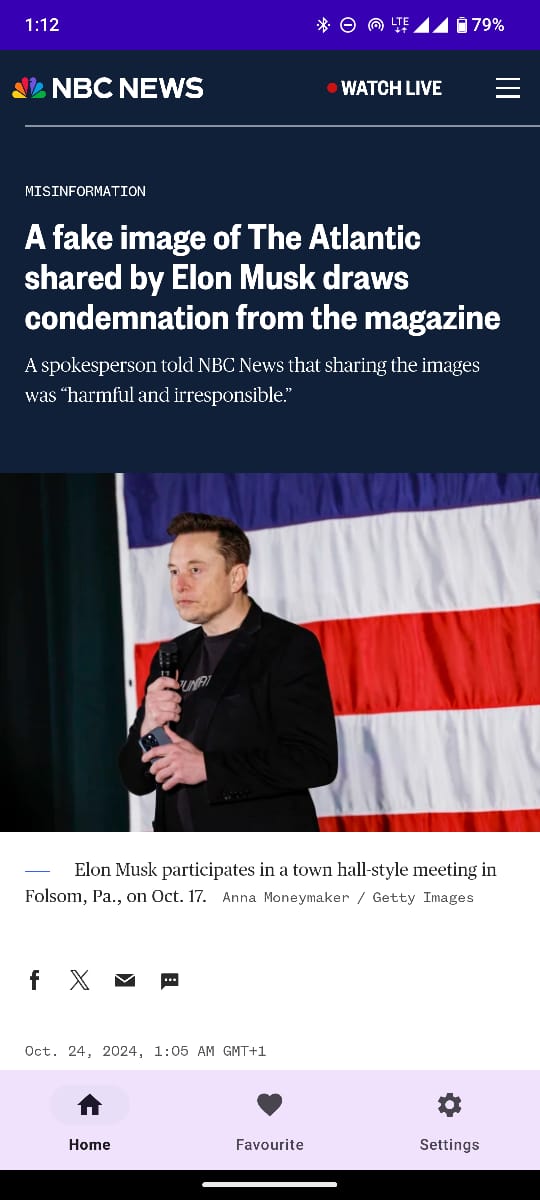 1:12
LTE
79%
NBC NEWS
WATCH LIVE
MISINFORMATION
A fake image of The Atlantic
shared by Elon Musk draws
condemnation from the magazine
A spokesperson told NBC News that sharing the images
was “harmful and irresponsible.”
Elon Musk participates in a town hall-style meeting in
Folsom, Pa., on Oct. 17. Anna Moneymaker / Getty Images
Oct. 24, 2024, 1:05 AM GMT+1
Home
Favourite
Settings